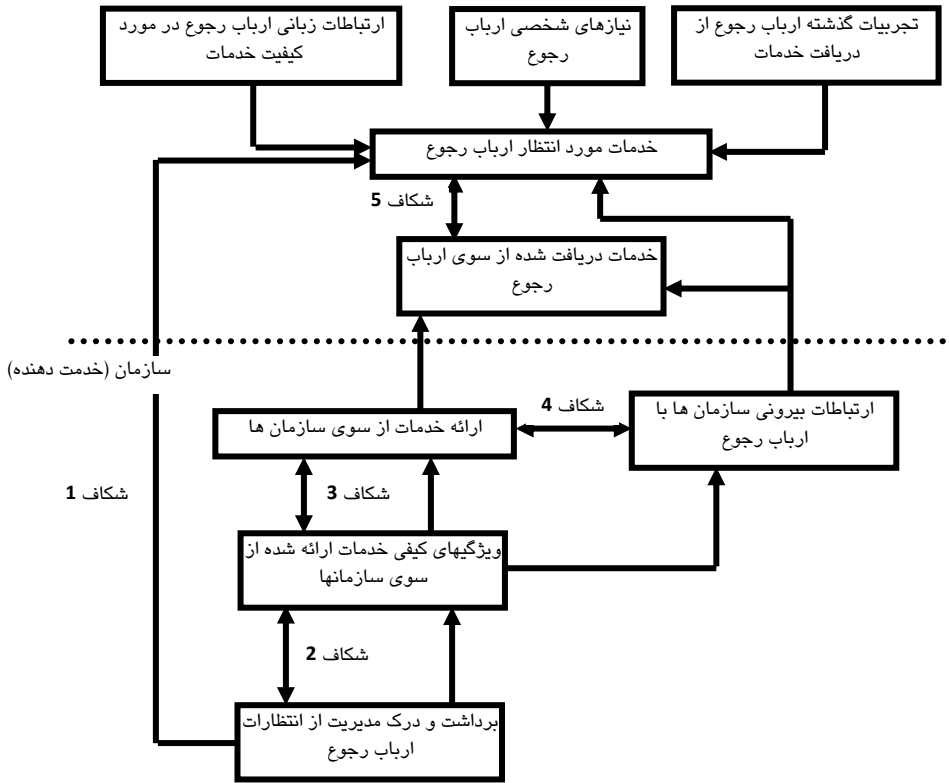 تجربیات گذشته ارباب رجوع از
دریافت خدمات
نیازهای شخصی ارباب
رجوع
ارتباطات زبانی ارباب رجوع در مورد
کیفیت خدمات
خدمات مورد انتظار ارباب رجوع
شکاف 5
خدمات دریافت شده از سوی ارباب
رجوع
سازمان (خدمت دهنده)
ارتباطات بیرونی سازمان ها با
ارباب رجوع
شکاف 4
ارائه خدمات از سوی سازمان ها
شکاف 3
شکاف 1
ویژگیهای کیفی خدمات ارائه شده از
سوی سازمانها
شکاف 2
برداشت و درک مدیریت از انتظارات
ارباب رجوع